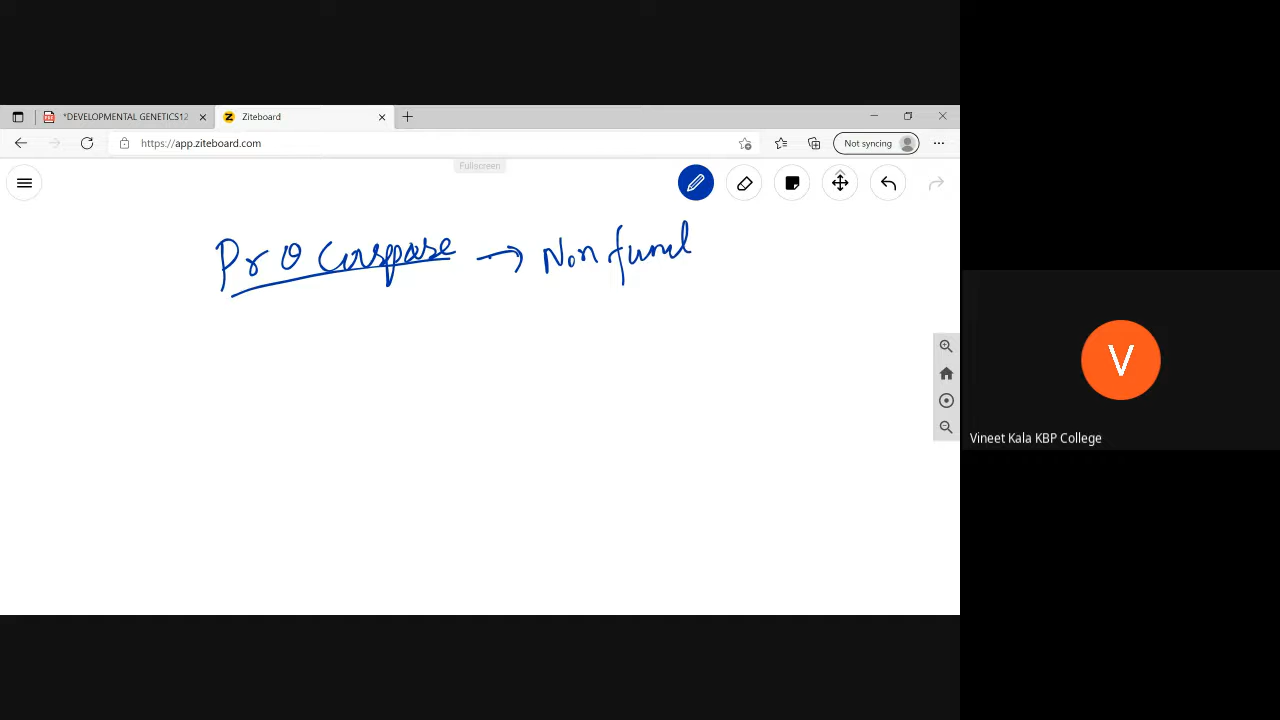 *DEVELOPMENTAL GENETICS12
Ziteboard
https://app.ziteboard.com
Not syncing
Fullscreen
Pro Caspase → Non func
V
Vineet Kala KBP College